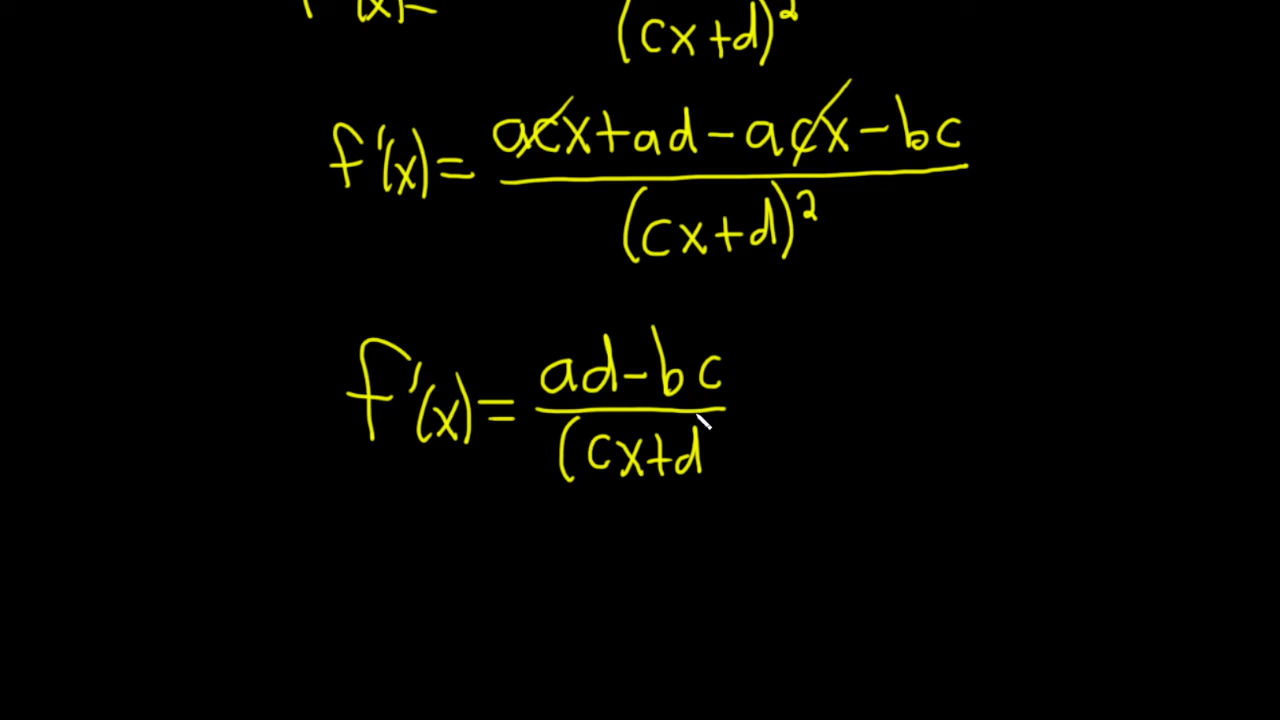 f'(x)=
(cx+d)²
f'(x)= acx+ad-acx-bc
(cx+d)²
f'(x)= ad-bc
(cx+d